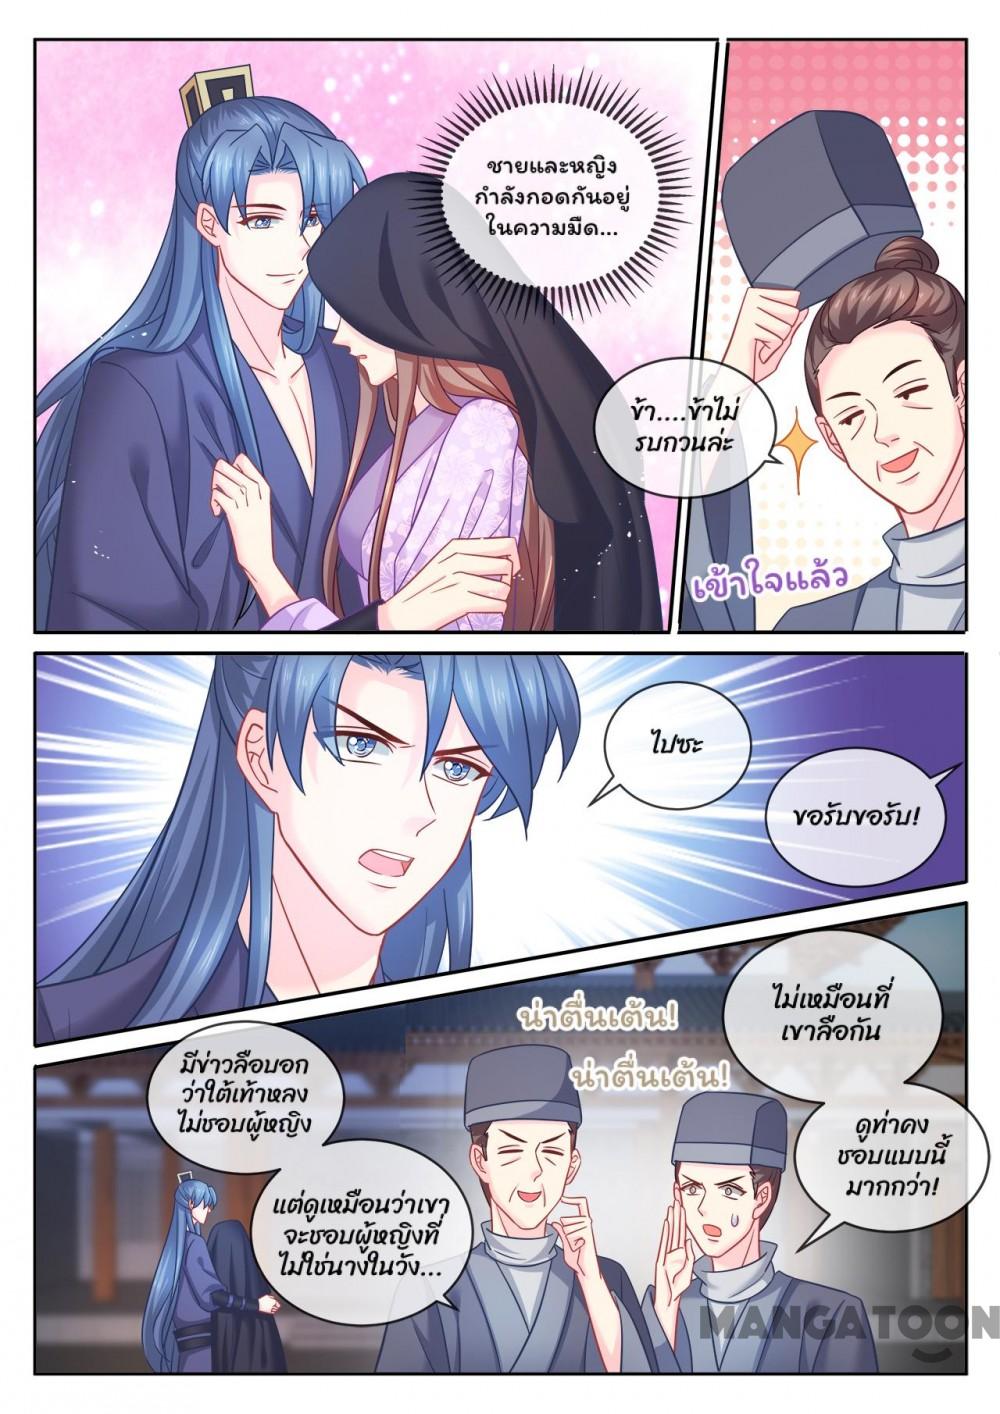 ชายและหญิง
กำลังกอดกันอยู่
ในความมืด...
ข้า....ข้าไม่
รบกวนล่ะ
เข้าใจแล้ว
ไปซะ
ขอรับขอรับ!
น่าตื่นเต้น!
น่าตื่นเต้น!
ไม่เหมือนที่
เขาลือกัน
มีข่าวลือบอก
ว่าใต้เท้าหลง
ไม่ชอบผู้หญิง
ดูท่าคง
ชอบแบบนี้
มากกว่า!
แต่ดูเหมือนว่าเขา
จะชอบผู้หญิงที่
ไม่ใช่นางในวัง...
MANGATOON